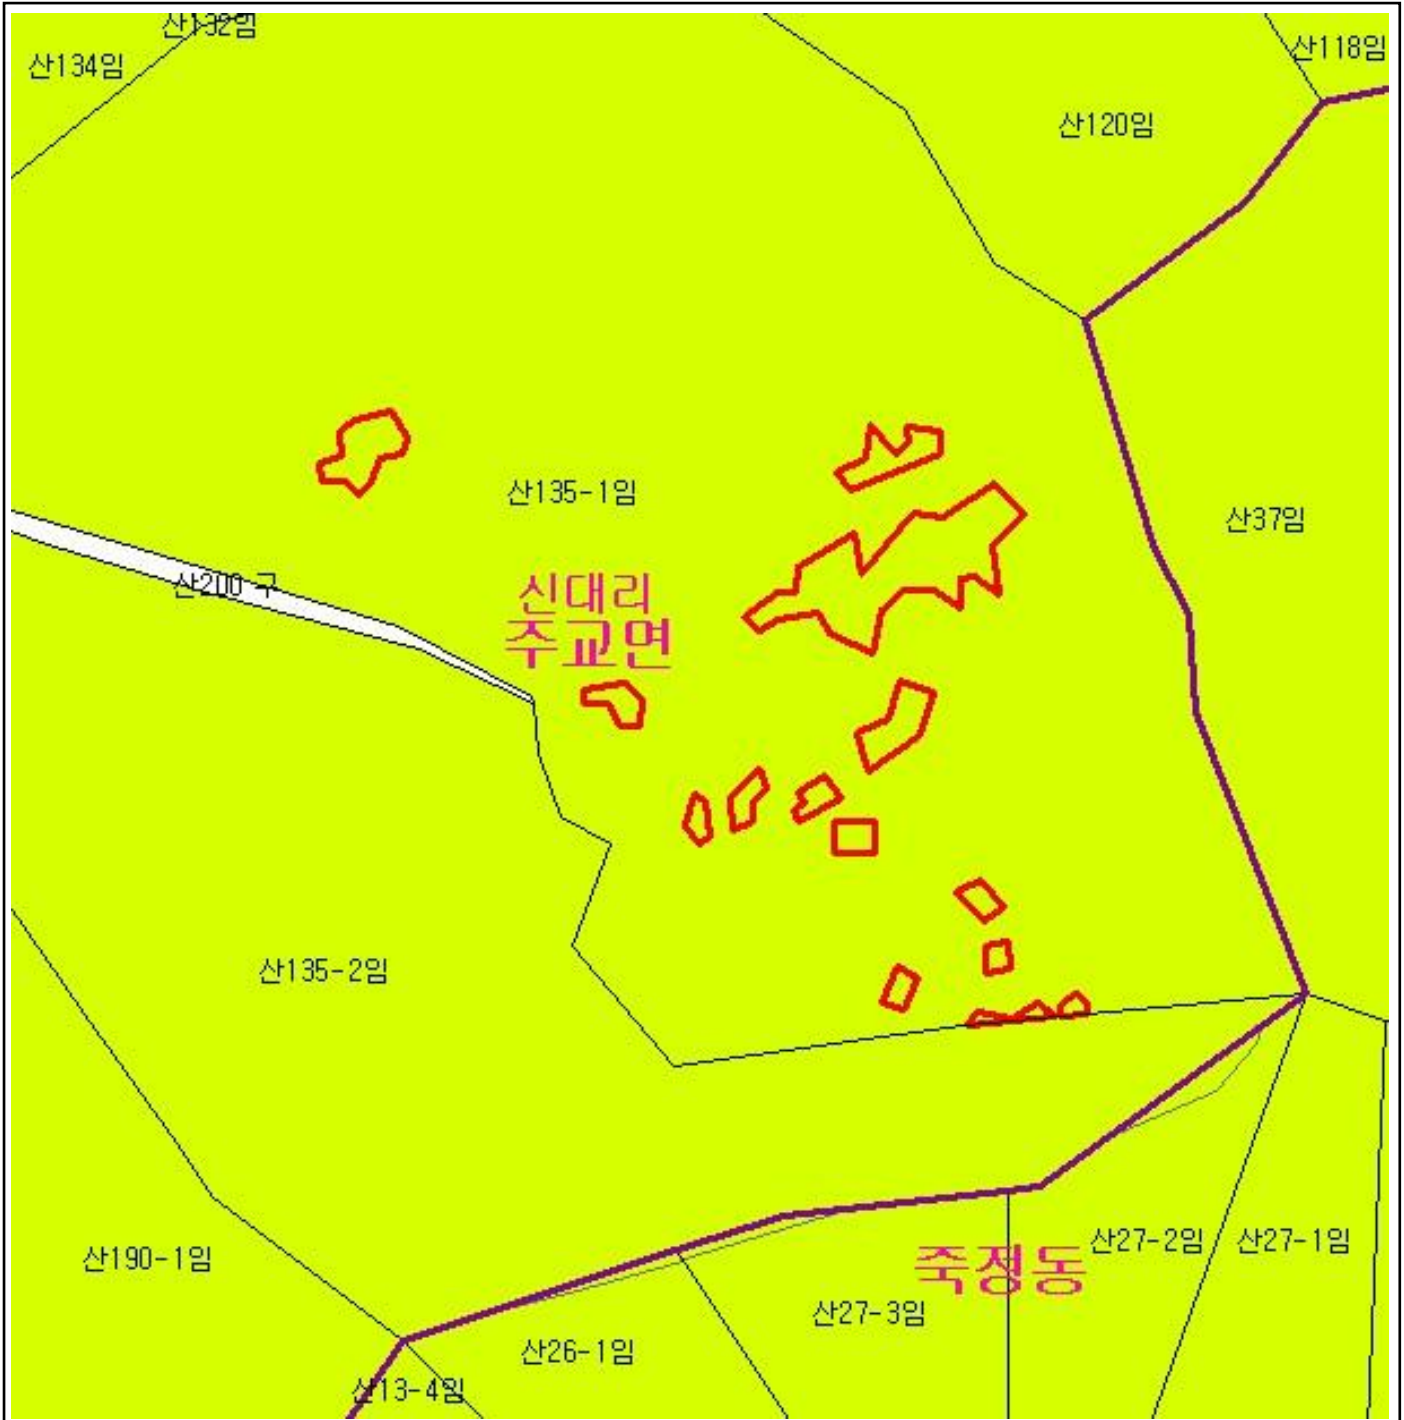 산132임
산134임
산118임
산120임
산135-1임
산37임
산200 구
신대리
주교면
산135-2임
산190-1임
산27-2임
산27-1임
죽정동
산27-3임
산26-1임
산13-4임